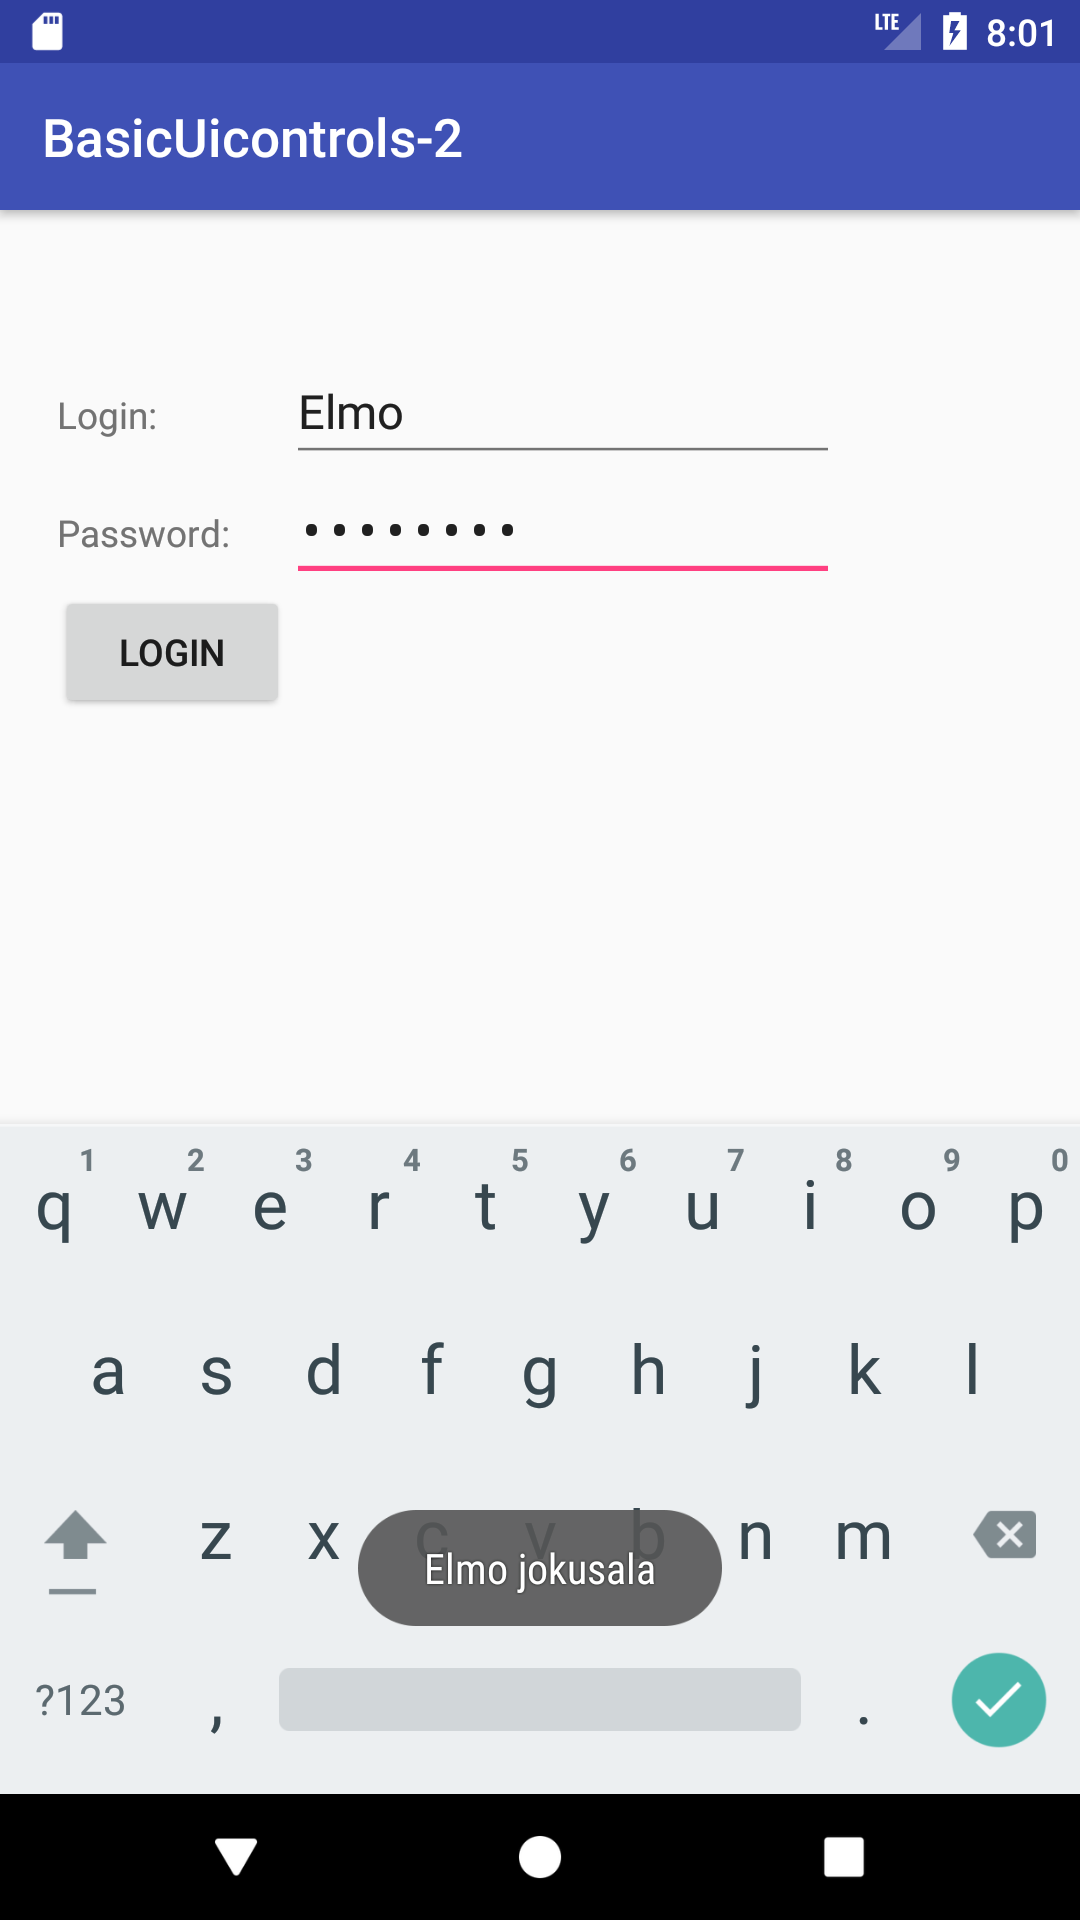 LTE 8:01
BasicUicontrols-2
Login: Elmo
Password: ••••••••
LOGIN
1 2 3 4 5 6 7 8 9 0
q w e r t y u i o p
a s d f g h j k l
z x c v b n m
Elmo jokusala
?123 , .